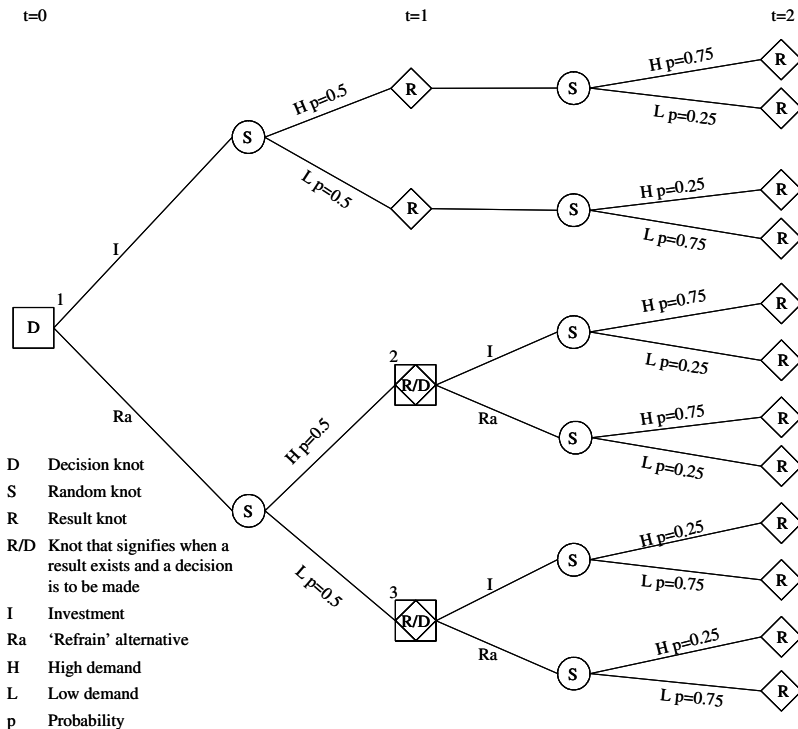 t=0 t=1 t=2
H p=0.75
R
R
S
L p=0.25
R
H p=0.5
S
L p=0.5
R
S
H p=0.25
R
L p=0.75
R
I
1
D
Ra
2
R/D
I
S
H p=0.75
R
L p=0.25
R
Ra
S
H p=0.75
R
L p=0.25
R
H p=0.5
S
L p=0.5
3
R/D
I
S
H p=0.25
R
L p=0.75
R
Ra
S
H p=0.25
R
L p=0.75
R
D Decision knot
S Random knot
R Result knot
R/D Knot that signifies when a
result exists and a decision
is to be made
I Investment
Ra ‘Refrain’ alternative
H High demand
L Low demand
p Probability